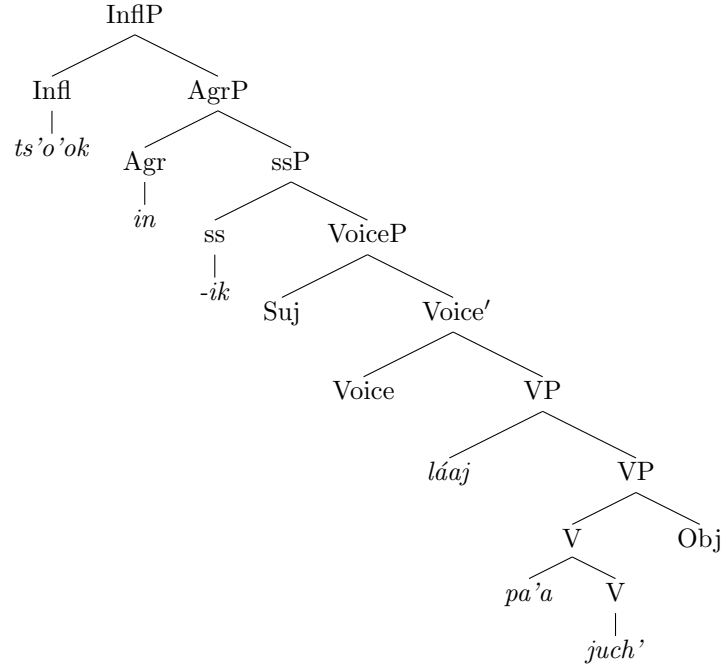 InflP
Infl AgrP
ts’o’ok
Agr ssP
in
ss VoiceP
-ik
Suj Voice′
Voice VP
láaj VP
V Obj
pa’a V
juch’